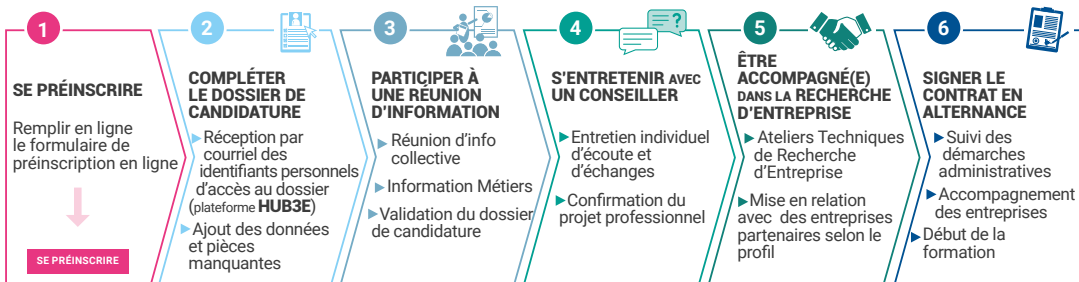 1
SE PRÉINSCRIRE
Remplir en ligne
le formulaire de
préinscription en ligne
SE PRÉINSCRIRE
2
COMPLÉTER
LE DOSSIER DE
CANDIDATURE
Réception par
courriel des
identifiants personnels
d'accès au dossier
(plateforme HUB3E)
Ajout des données
et pièces
manquantes
3
PARTICIPER À
UNE RÉUNION
D'INFORMATION
Réunion d'info
collective
Information Métiers
Validation du dossier
de candidature
4
?
S'ENTRETENIR AVEC
UN CONSEILLER
Entretien individuel
d'écoute et
d'échanges
Confirmation du
projet professionnel
5
ÊTRE
ACCOMPAGNÉ(E)
DANS LA RECHERCHE
D'ENTREPRISE
Ateliers Techniques
de Recherche
d'Entreprise
Mise en relation
avec des entreprises
partenaires selon le
profil
6
SIGNER LE
CONTRAT EN
ALTERNANCE
Suivi des
démarches
administratives
Accompagnement
des entreprises
Début de la
formation